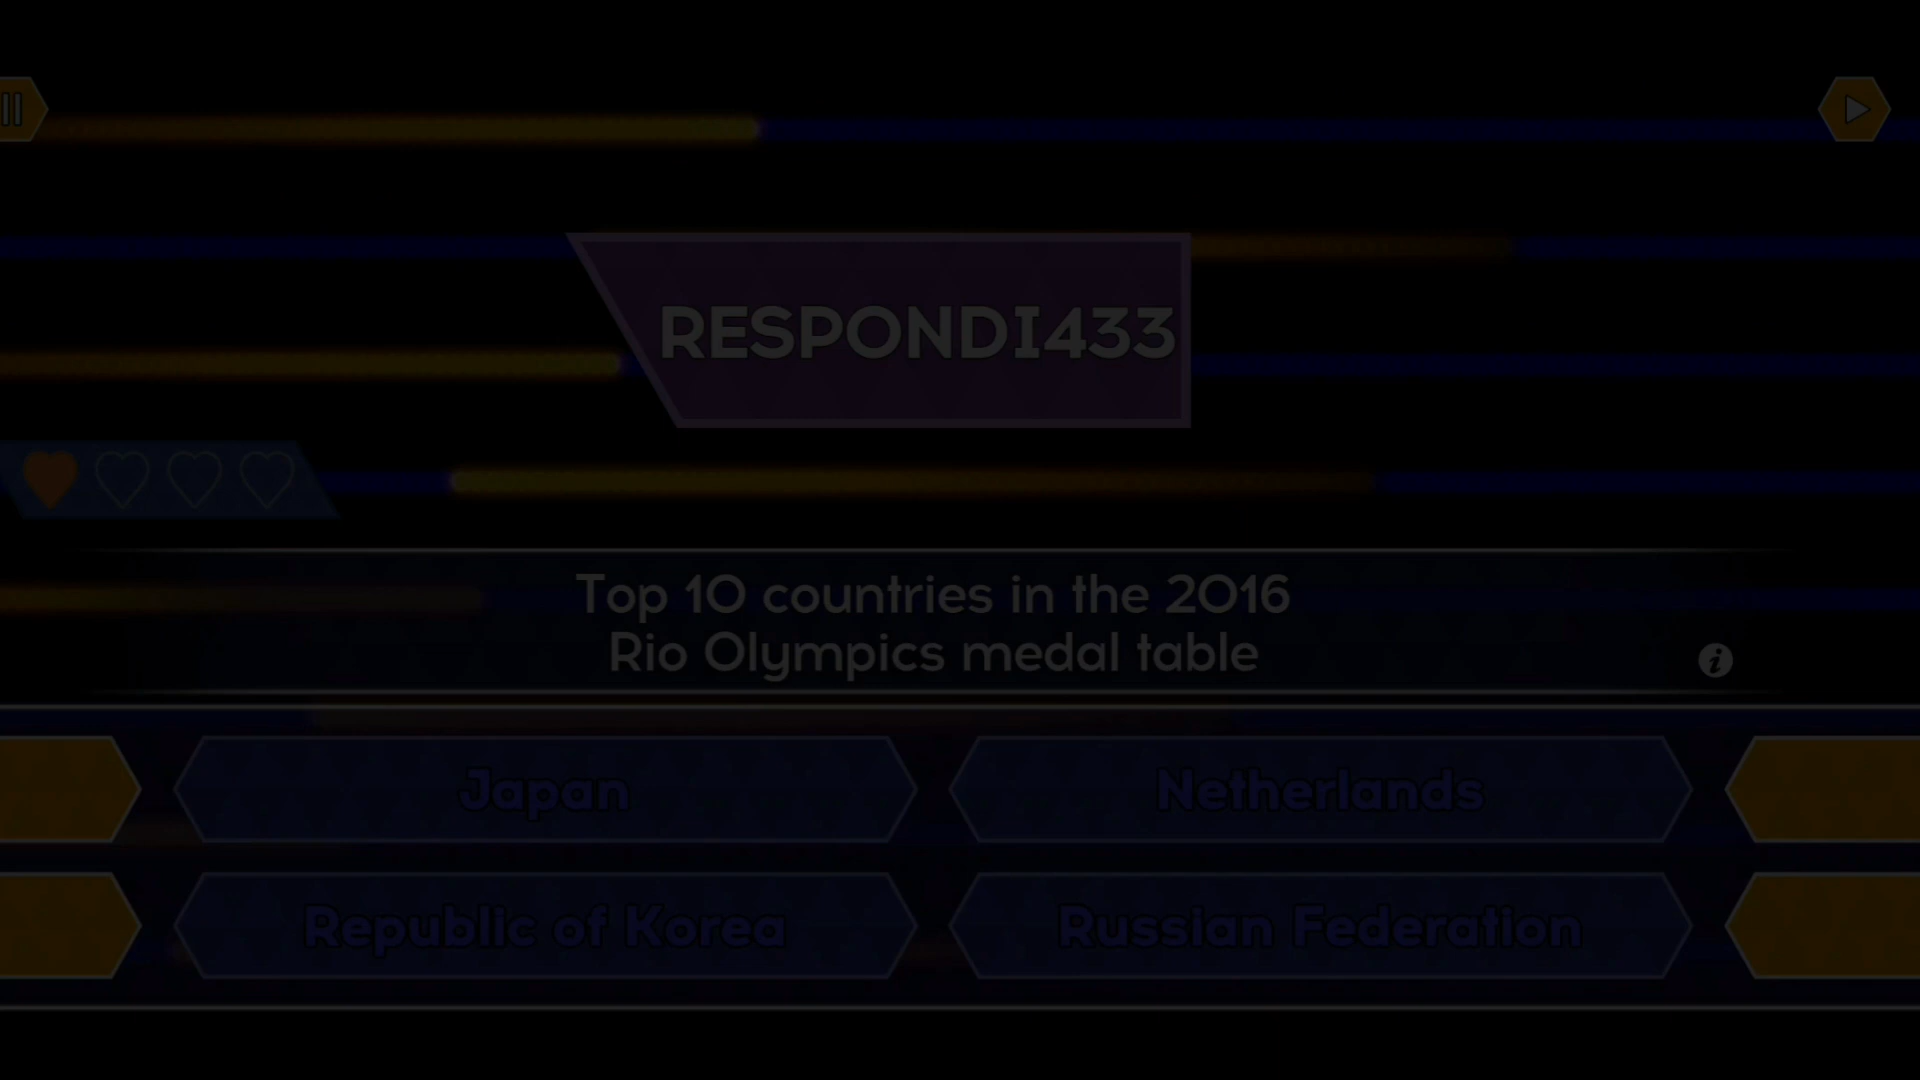 RESPONDI433
Top 10 countries in the 2016
Rio Olympics medal table
Japan
Netherlands
Republic of Korea
Russian Federation